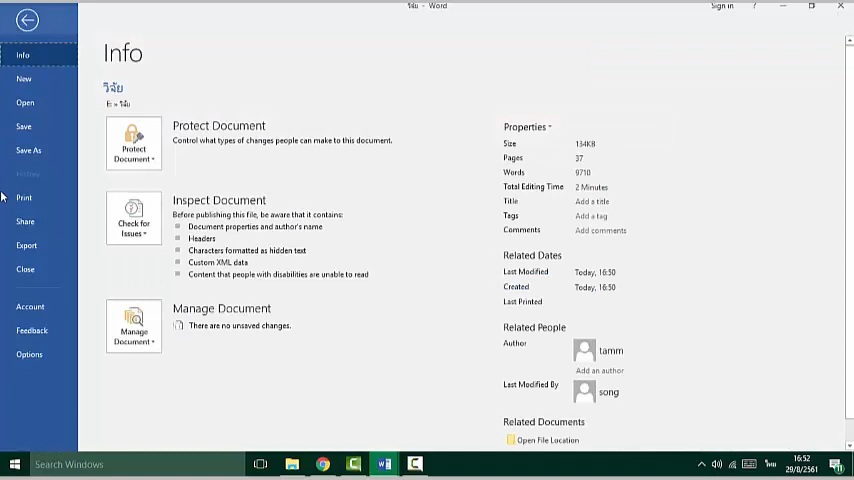 วิจัย - Word
Sign in
?
Info
New
Open
Save
Save As
Print
Share
Export
Close
Account
Feedback
Options
Info
วิจัย
E: » วิจัย
Protect Document
Protect Document
Control what types of changes people can make to this document.
Check for Issues
Inspect Document
Before publishing this file, be aware that it contains:
Document properties and author's name
Headers
Characters formatted as hidden text
Custom XML data
Content that people with disabilities are unable to read
Manage Document
Manage Document
There are no unsaved changes.
Properties
Size 134KB
Pages 37
Words 9710
Total Editing Time 2 Minutes
Title Add a title
Tags Add a tag
Comments Add comments
Related Dates
Last Modified Today, 16:50
Created Today, 16:50
Last Printed
Related People
Author tamm
Add an author
Last Modified By song
Related Documents
Open File Location
Search Windows
ไทย
16:52
29/8/2561
11